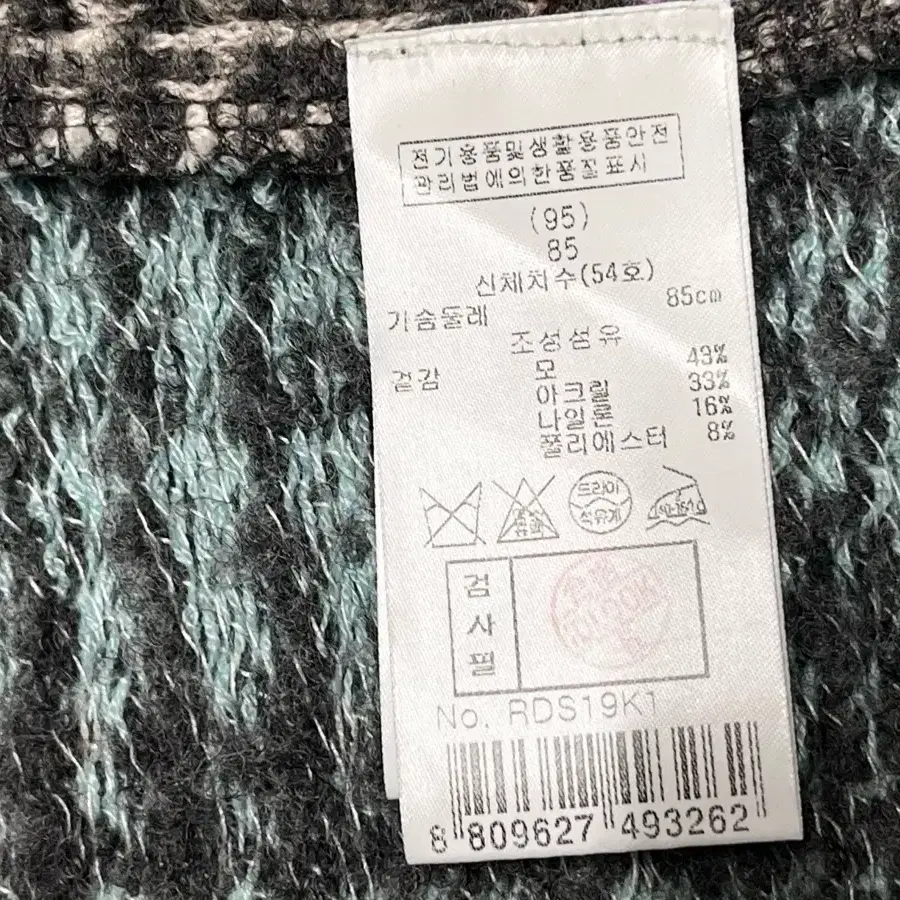 전기용품및생활용품안전
관리법에의한품질표시
(95)
85
신체치수(54호)
가슴둘레 85cm
조성섬유
겉감 모 43%
아크릴 33%
나일론 16%
폴리에스터 8%
드라이
석유계
검
사
필
No. RDS19K1
8 809627 493262